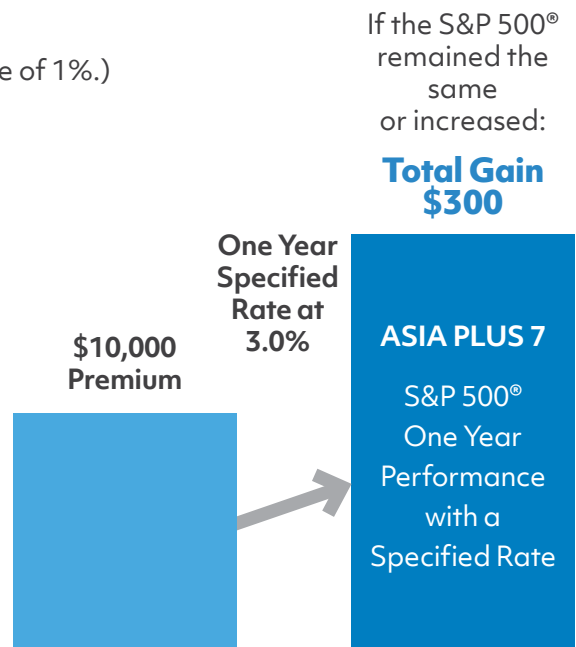 e of 1%.)
If the S&P 500®
remained the
same
or increased:
Total Gain
$300
One Year
Specified
Rate at
3.0%
$10,000
Premium
ASIA PLUS 7
S&P 500®
One Year
Performance
with a
Specified Rate